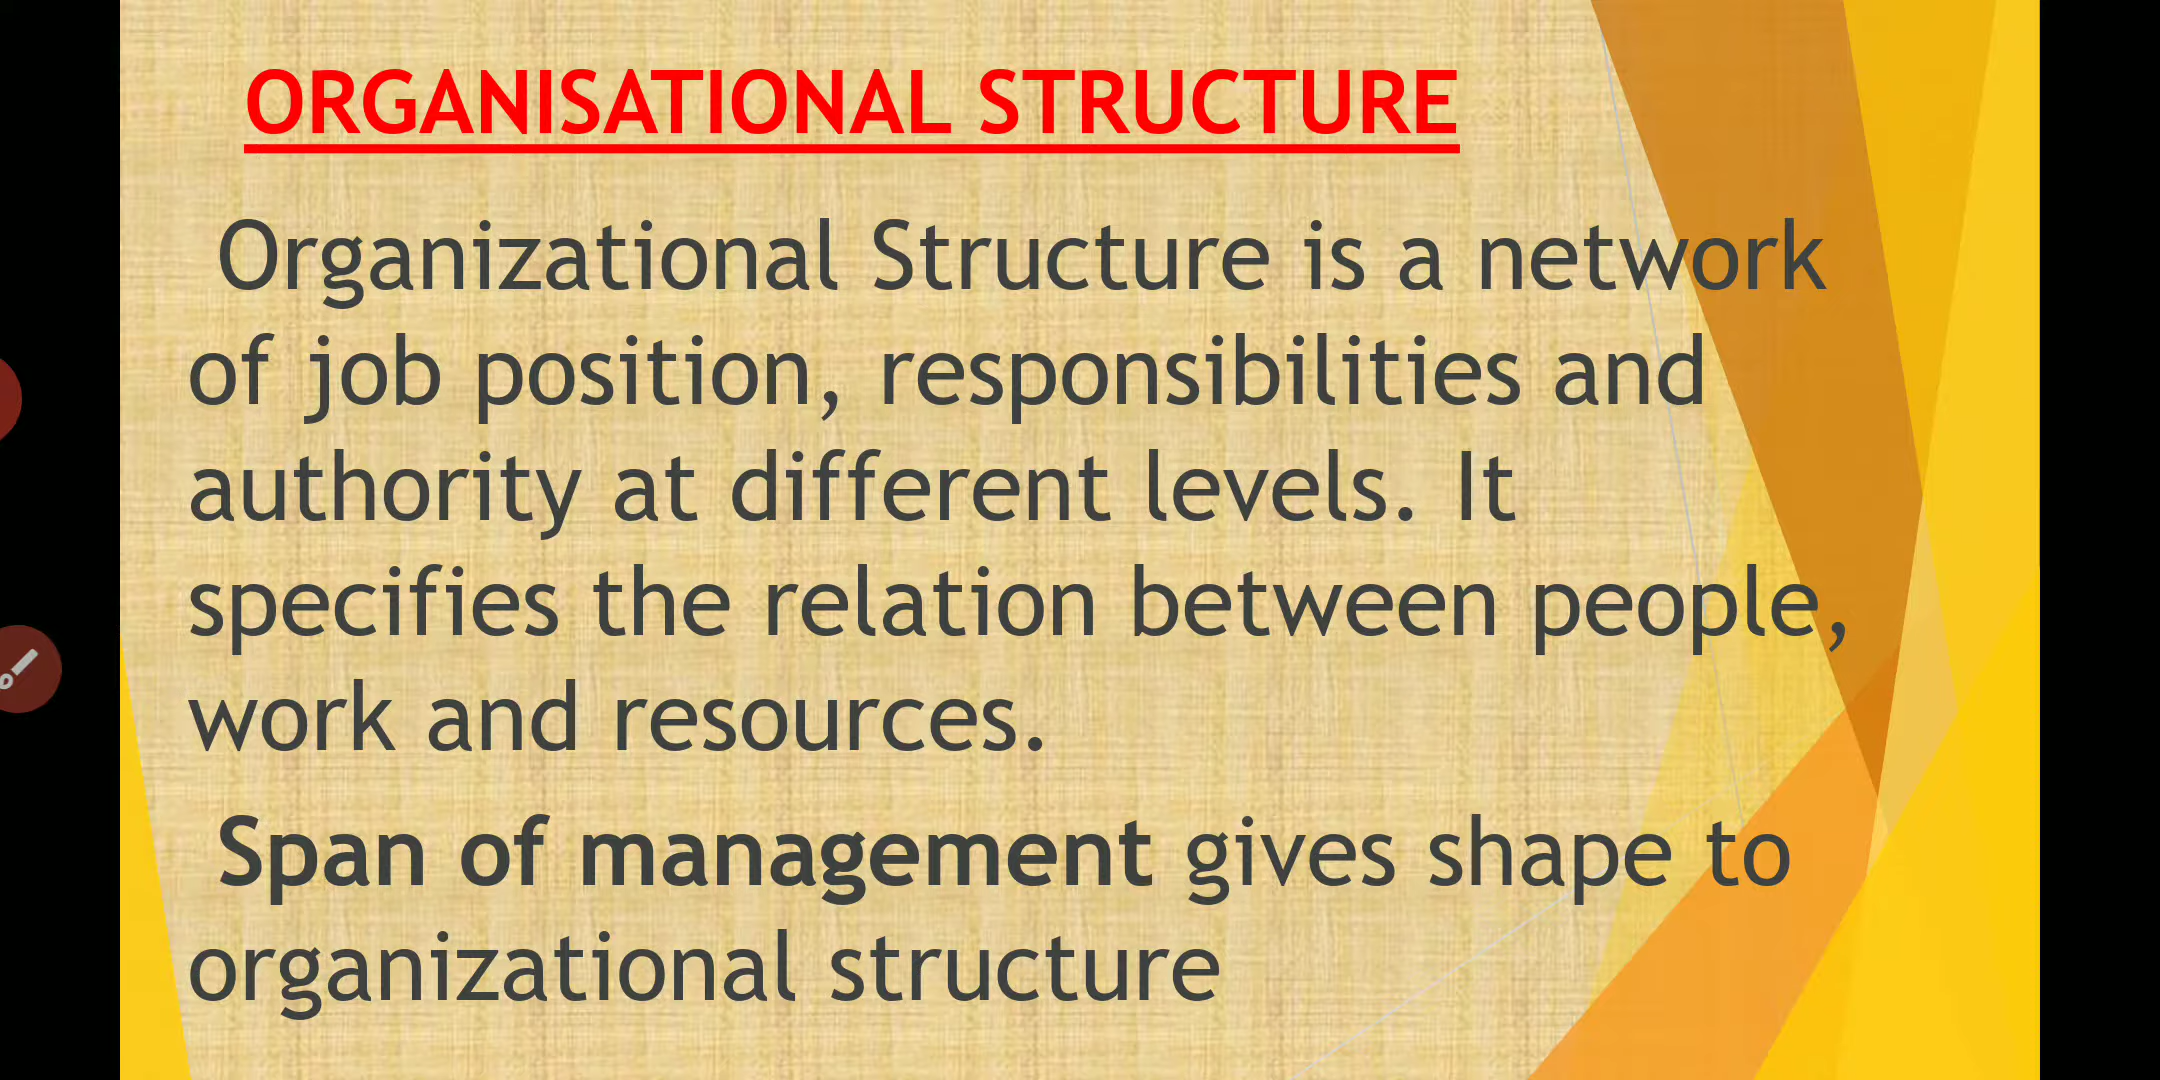 ORGANISATIONAL STRUCTURE
Organizational Structure is a network
of job position, responsibilities and
authority at different levels. It
specifies the relation between people,
work and resources.
Span of management gives shape to
organizational structure